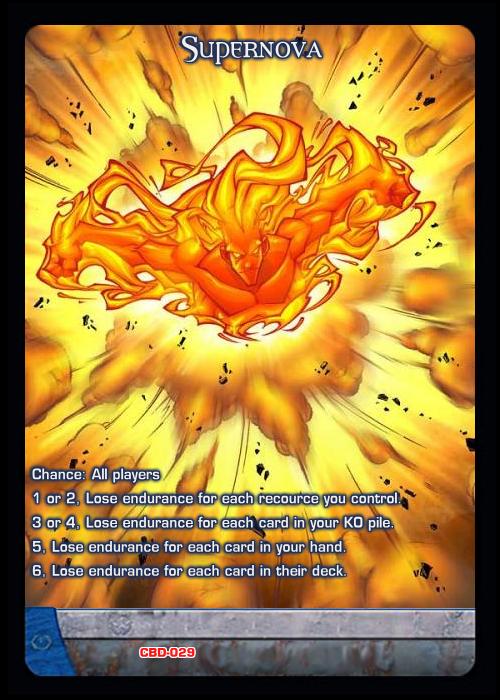 Supernova
Chance: All players
1 or 2, Lose endurance for each recource you control.
3 or 4, Lose endurance for each card in your KO pile.
5, Lose endurance for each card in your hand.
6, Lose endurance for each card in their deck.
CBD-029